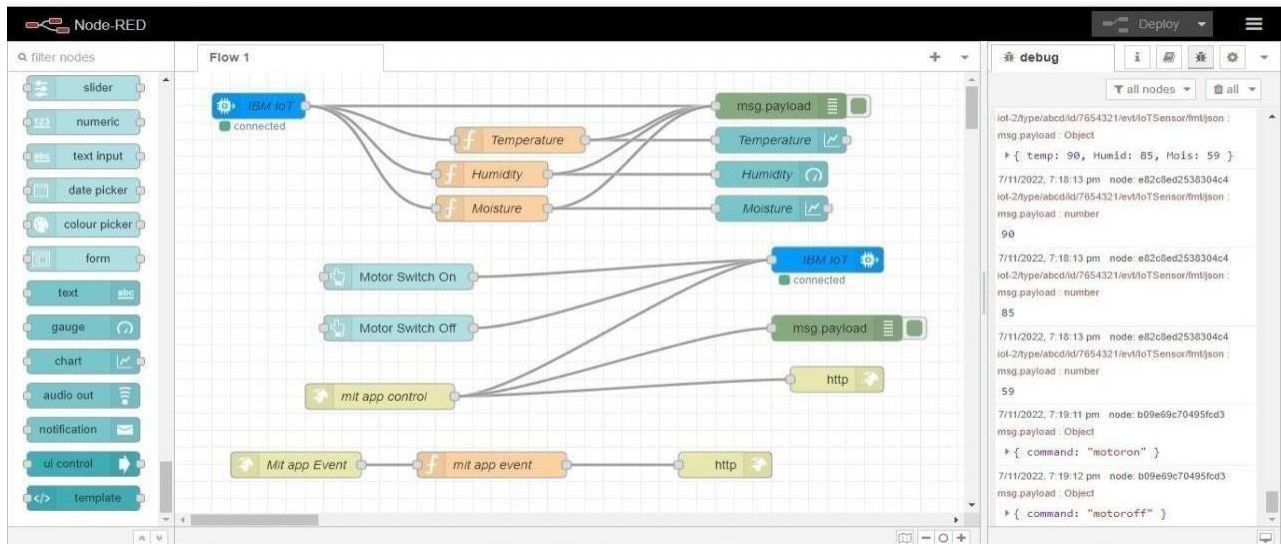 Node-RED
Deploy
filter nodes
Flow 1
debug
i
all nodes
all
slider
numeric
123
text input
abc
date picker
colour picker
form
text
abc
gauge
chart
audio out
notification
ui control
template
</>
IBM IoT
connected
msg.payload
f
Temperature
Temperature
f
Humidity
Humidity
f
Moisture
Moisture
Motor Switch On
IBM IoT
connected
Motor Switch Off
msg.payload
mit app control
http
Mit app Event
f
mit app event
http
iot-2/type/abcd/id/7654321/evt/IoTSensor/fmt/json :
msg.payload : Object
{ temp: 90, Humid: 85, Mois: 59 }
7/11/2022, 7:18:13 pm node: e82c8ed2538304c4
iot-2/type/abcd/id/7654321/evt/IoTSensor/fmt/json :
msg.payload : number
90
7/11/2022, 7:18:13 pm node: e82c8ed2538304c4
iot-2/type/abcd/id/7654321/evt/IoTSensor/fmt/json :
msg.payload : number
85
7/11/2022, 7:18:13 pm node: e82c8ed2538304c4
iot-2/type/abcd/id/7654321/evt/IoTSensor/fmt/json :
msg.payload : number
59
7/11/2022, 7:19:11 pm node: b09e69c70495fcd3
msg.payload : Object
{ command: "motoron" }
7/11/2022, 7:19:12 pm node: b09e69c70495fcd3
msg.payload : Object
{ command: "motoroff" }